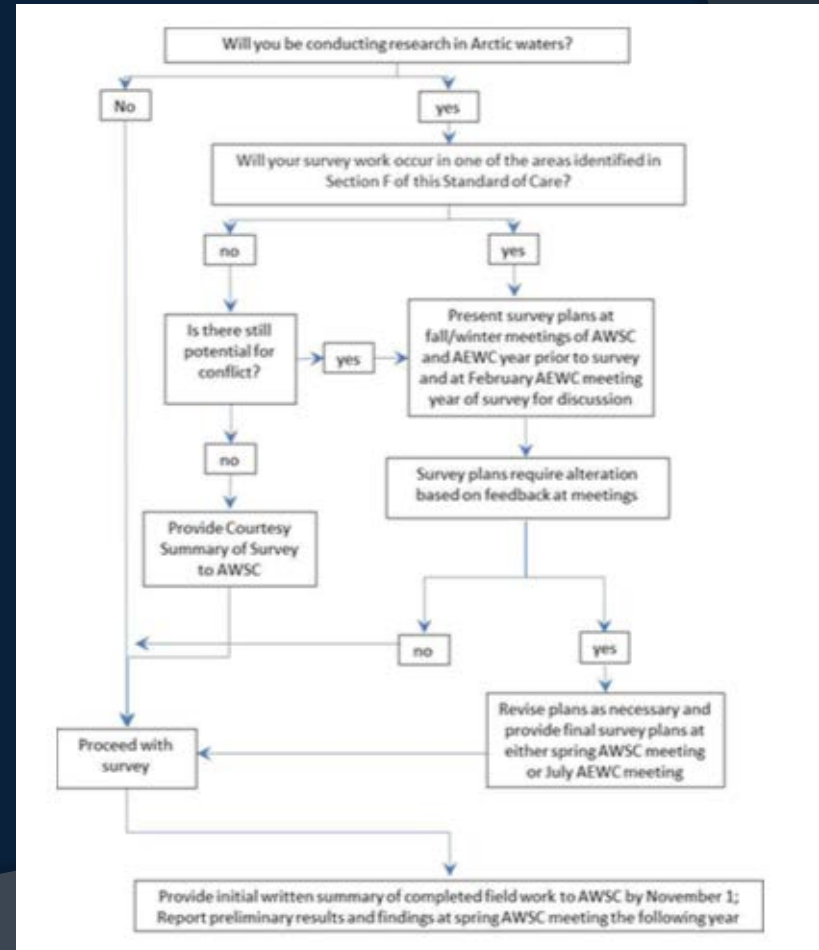 Will you be conducting research in Arctic waters?
No
yes
Will your survey work occur in one of the areas identified in
Section F of this Standard of Care?
no
yes
Is there still
potential for
conflict?
yes
Present survey plans at
fall/winter meetings of AWSC
and AEWC year prior to survey
and at February AEWC meeting
year of survey for discussion
no
Survey plans require alteration
based on feedback at meetings
Provide Courtesy
Summary of Survey
to AWSC
no
yes
Revise plans as necessary and
provide final survey plans at
either spring AWSC meeting
or July AEWC meeting
Proceed with
survey
Provide initial written summary of completed field work to AWSC by November 1;
Report preliminary results and findings at spring AWSC meeting the following year